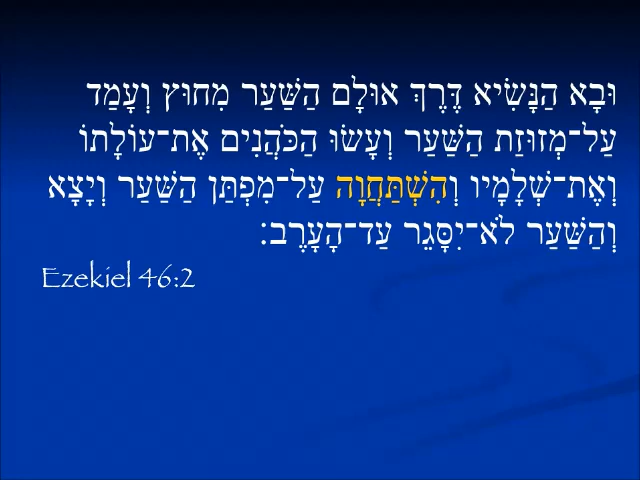 וּבָא הַנָּשִׂיא דֶּרֶךְ אוּלָם הַשַּׁעַר מִחוּץ וְעָמַד
עַל־מְזוּזַת הַשַּׁעַר וְעָשׂוּ הַכֹּהֲנִים אֶת־עוֹלָתוֹ
וְאֶת־שְׁלָמָיו וְהִשְׁתַּחֲוָה עַל־מִפְתַּן הַשַּׁעַר וְיָצָא
וְהַשַּׁעַר לֹא־יִסָּגֵר עַד־הָעָרֶב׃
Ezekiel 46:2